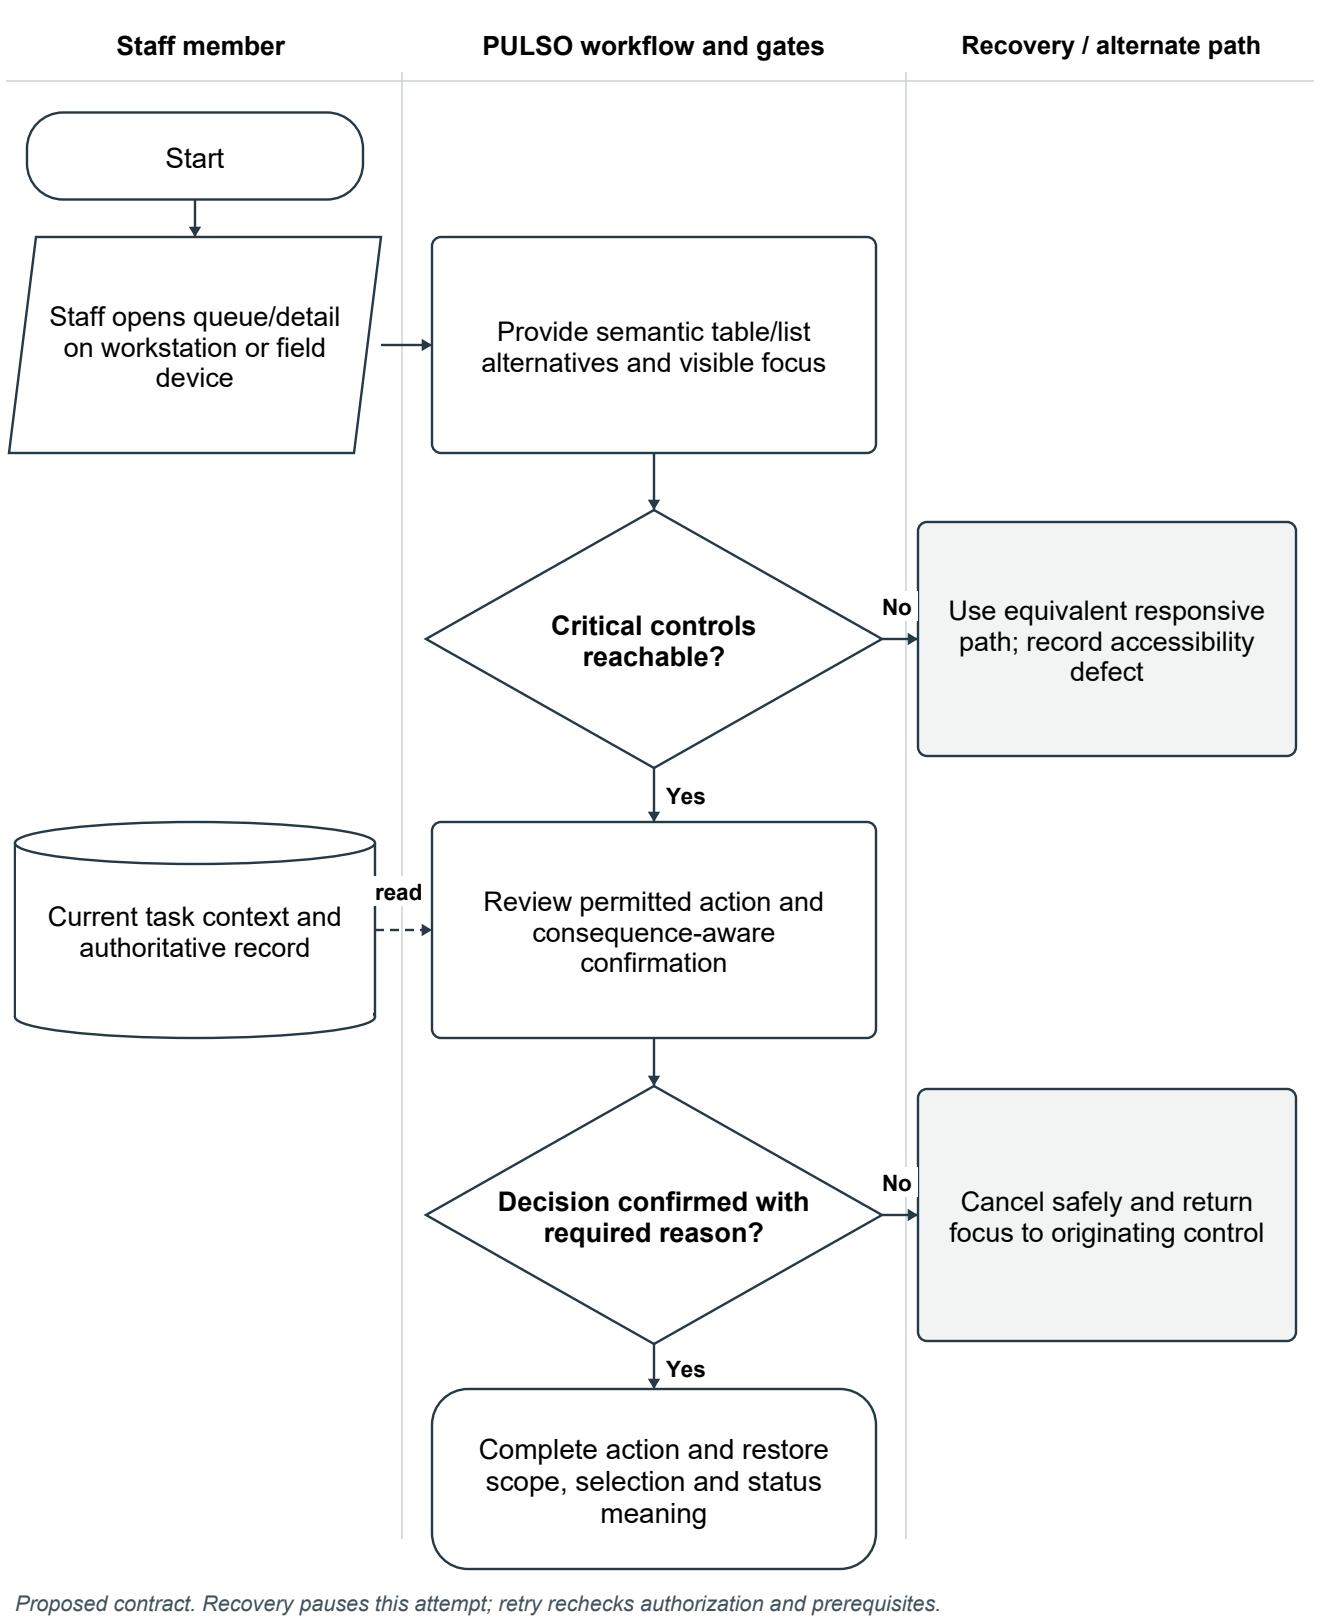 Staff member
PULSO workflow and gates
Recovery / alternate path
Start
Staff opens queue/detail
on workstation or field
device
Provide semantic table/list
alternatives and visible focus
Critical controls
reachable?
No
Use equivalent responsive
path; record accessibility
defect
Yes
Current task context and
authoritative record
read
Review permitted action and
consequence-aware
confirmation
Decision confirmed with
required reason?
No
Cancel safely and return
focus to originating control
Yes
Complete action and restore
scope, selection and status
meaning
Proposed contract. Recovery pauses this attempt; retry rechecks authorization and prerequisites.